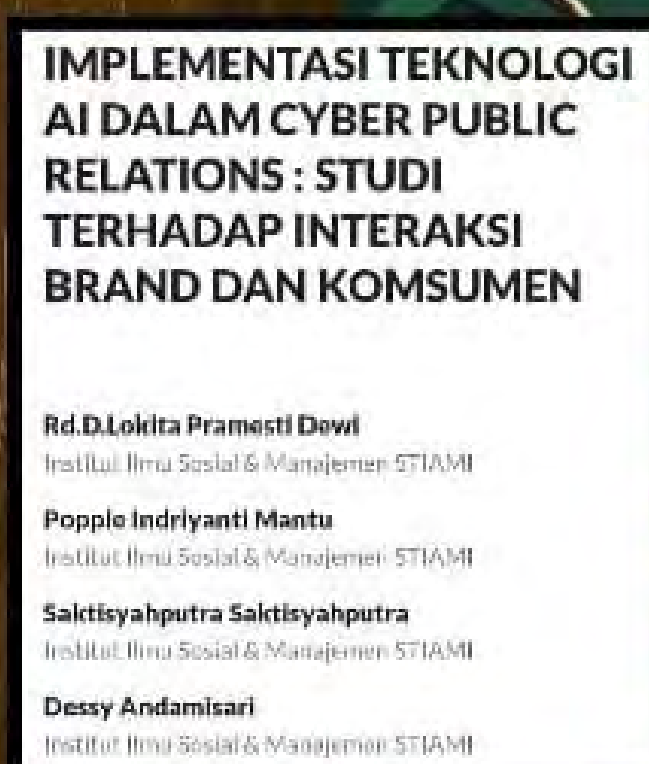 IMPLEMENTASI TEKNOLOGI
AI DALAM CYBER PUBLIC
RELATIONS : STUDI
TERHADAP INTERAKSI
BRAND DAN KOMSUMEN
Rd.D.Lokita Pramesti Dewi
Institut Ilmu Sosial & Manajemen STIAMI
Poppie Indriyanti Mantu
Institut Ilmu Sosial & Manajemen STIAMI
Saktisyahputra Saktisyahputra
Institut Ilmu Sosial & Manajemen STIAMI
Dessy Andamisari
Institut Ilmu Sosial & Manajemen STIAMI